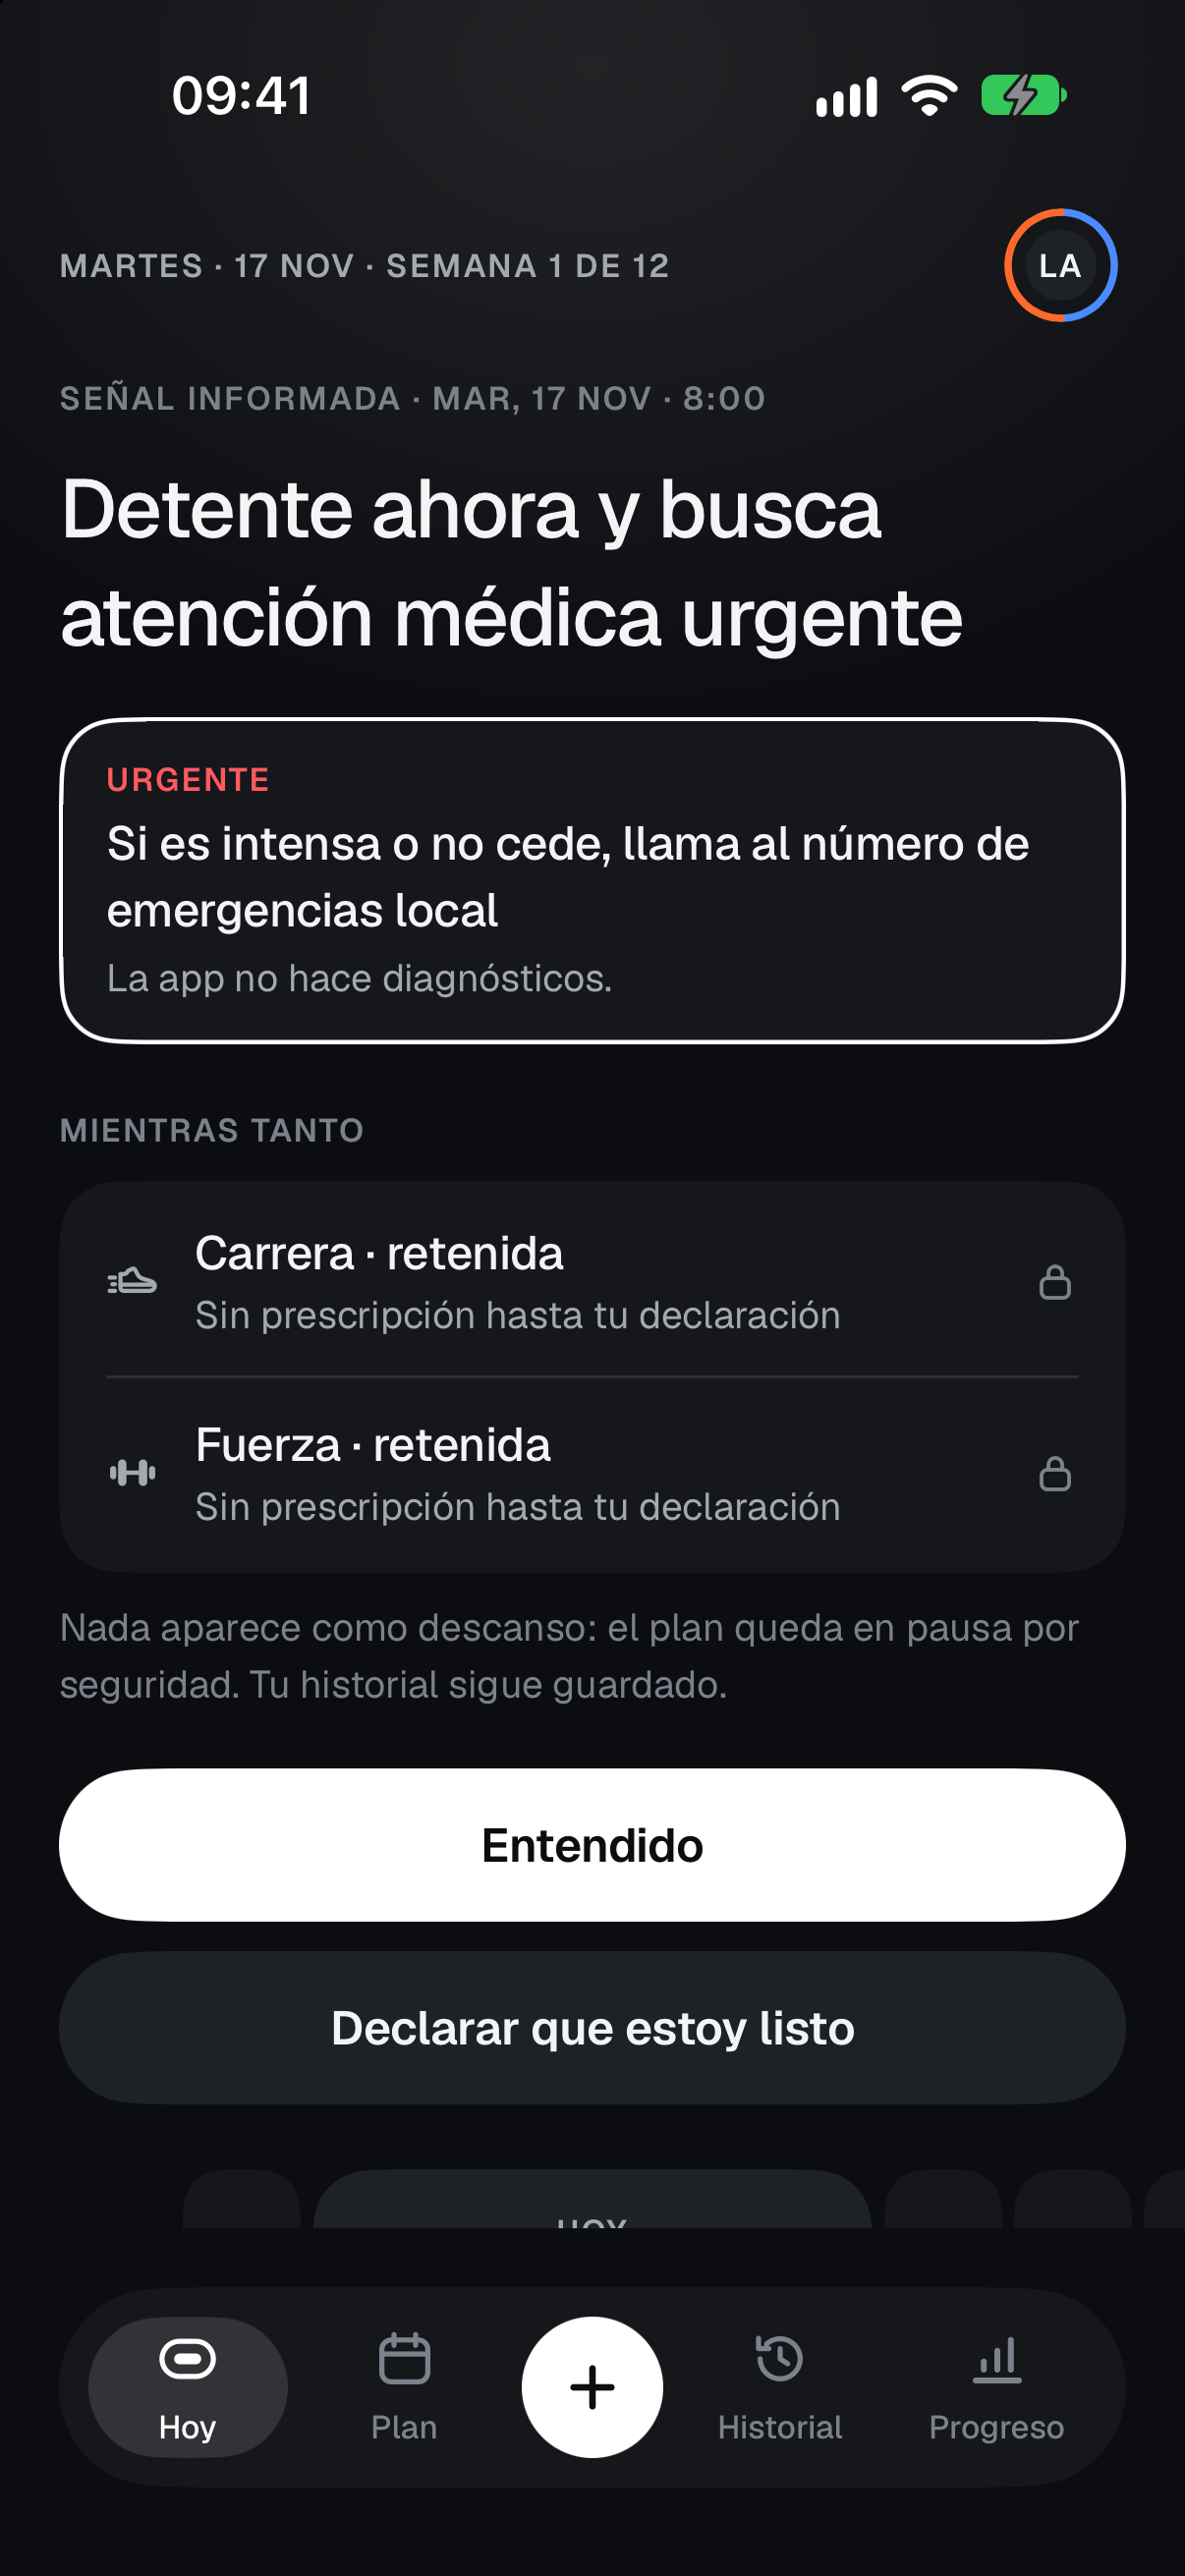 09:41
MARTES · 17 NOV · SEMANA 1 DE 12
LA
SEÑAL INFORMADA · MAR, 17 NOV · 8:00
Detente ahora y busca
atención médica urgente
URGENTE
Si es intensa o no cede, llama al número de
emergencias local
La app no hace diagnósticos.
MIENTRAS TANTO
Carrera · retenida
Sin prescripción hasta tu declaración
Fuerza · retenida
Sin prescripción hasta tu declaración
Nada aparece como descanso: el plan queda en pausa por
seguridad. Tu historial sigue guardado.
Entendido
Declarar que estoy listo
HOY
Hoy
Plan
Historial
Progreso